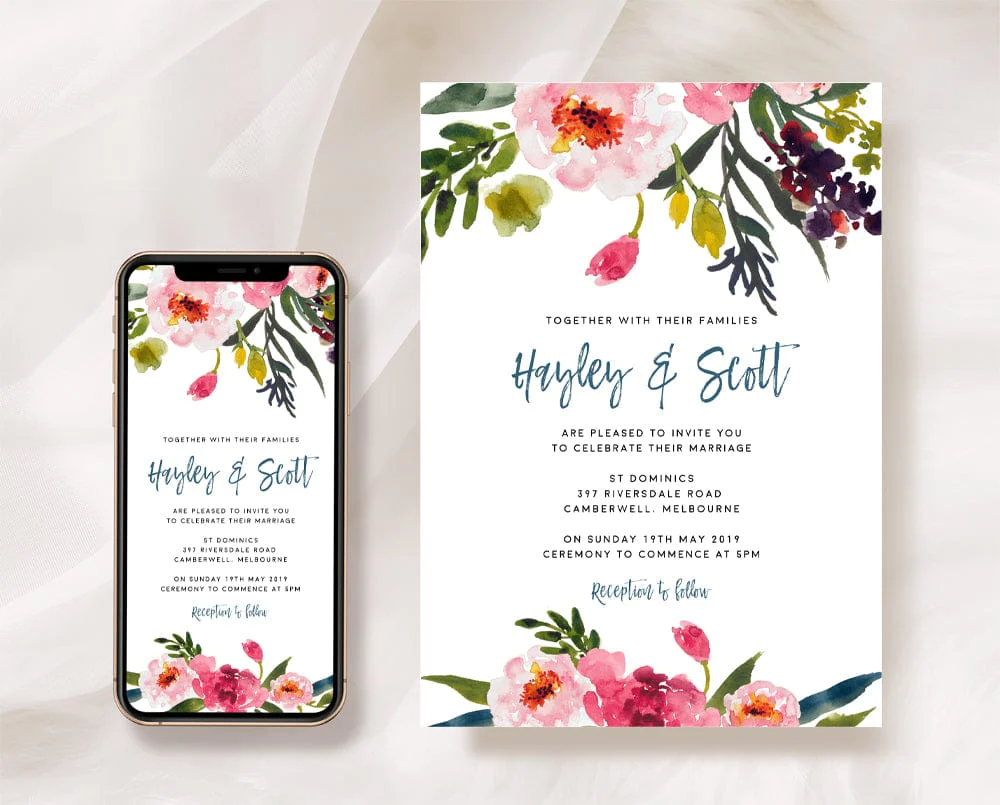 TOGETHER WITH THEIR FAMILIES
Hayley & Scott
ARE PLEASED TO INVITE YOU
TO CELEBRATE THEIR MARRIAGE
ST DOMINICS
397 RIVERSDALE ROAD
CAMBERWELL, MELBOURNE
ON SUNDAY 19TH MAY 2019
CEREMONY TO COMMENCE AT 5PM
Reception to follow
TOGETHER WITH THEIR FAMILIES
Hayley & Scott
ARE PLEASED TO INVITE YOU
TO CELEBRATE THEIR MARRIAGE
ST DOMINICS
397 RIVERSDALE ROAD
CAMBERWELL, MELBOURNE
ON SUNDAY 19TH MAY 2019
CEREMONY TO COMMENCE AT 5PM
Reception to follow